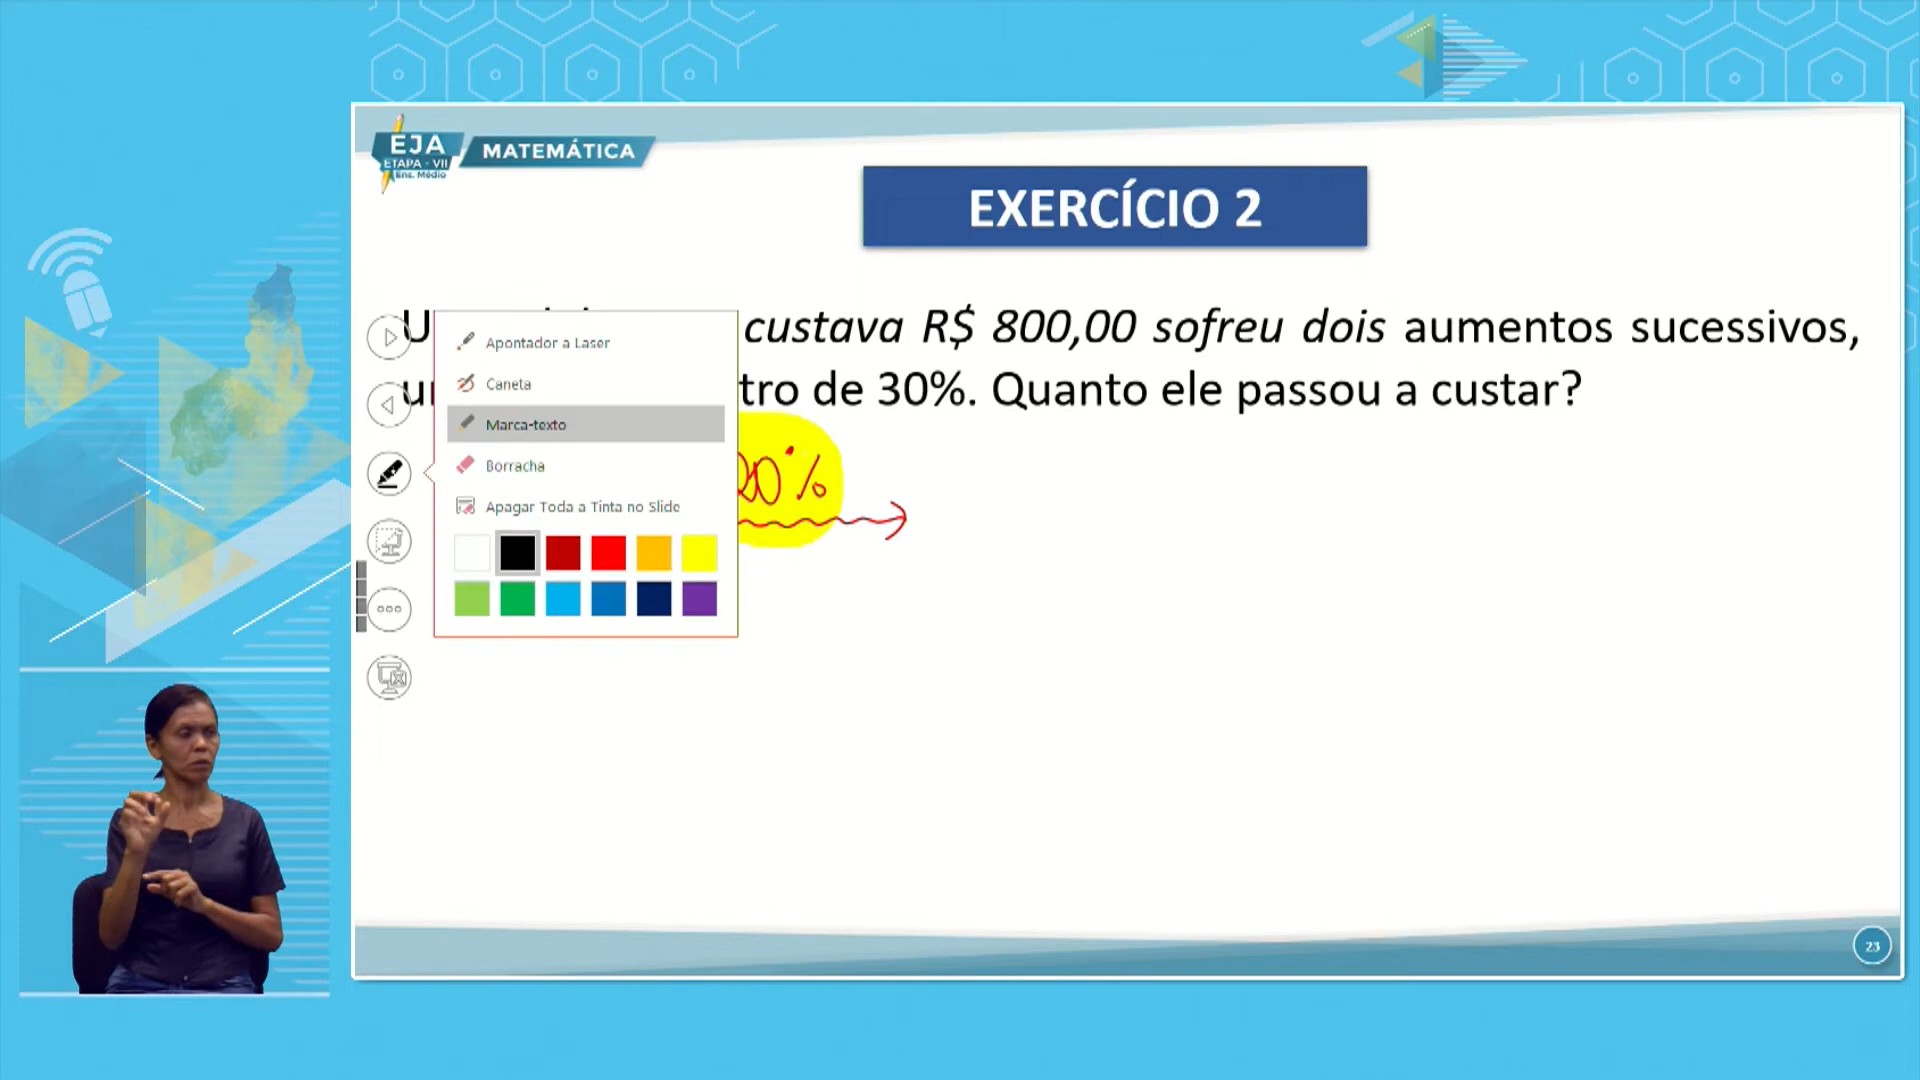 EJA
ETAPA - VII
Ens. Médio
MATEMÁTICA
EXERCÍCIO 2
custava R$ 800,00 sofreu dois aumentos sucessivos,
de 30%. Quanto ele passou a custar?
20%
Apontador a Laser
Caneta
Marca-texto
Borracha
Apagar Toda a Tinta no Slide
23